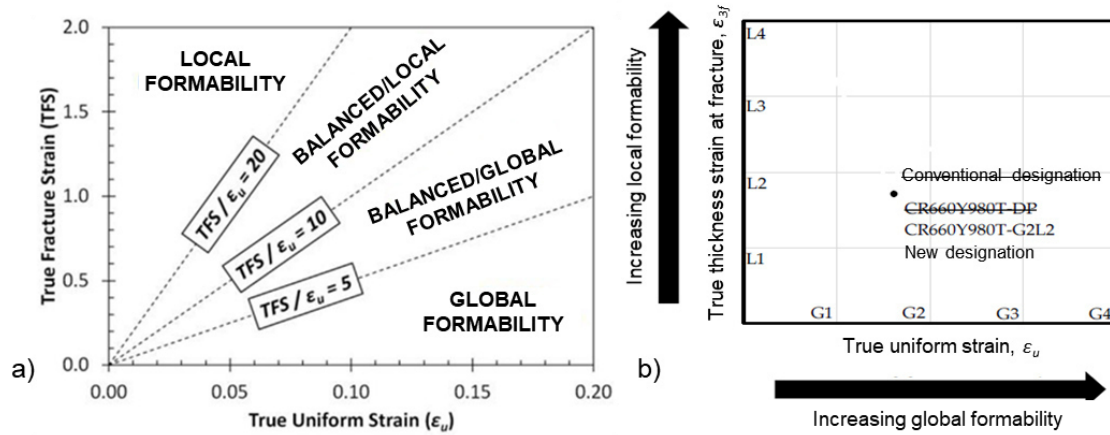 True Fracture Strain (TFS)
2.0
1.5
1.0
0.5
0.0
LOCAL
FORMABILITY
BALANCED/LOCAL
FORMABILITY
BALANCED/GLOBAL
FORMABILITY
GLOBAL
FORMABILITY
TFS / εu = 20
TFS / εu = 10
TFS / εu = 5
0.00
0.05
0.10
0.15
0.20
True Uniform Strain (εu)
a)
Increasing local formability
True thickness strain at fracture, ε3f
L4
L3
L2
L1
Conventional designation
CR660Y980T-DP
CR660Y980T-G2L2
New designation
G1
G2
G3
G4
True uniform strain, εu
b)
Increasing global formability